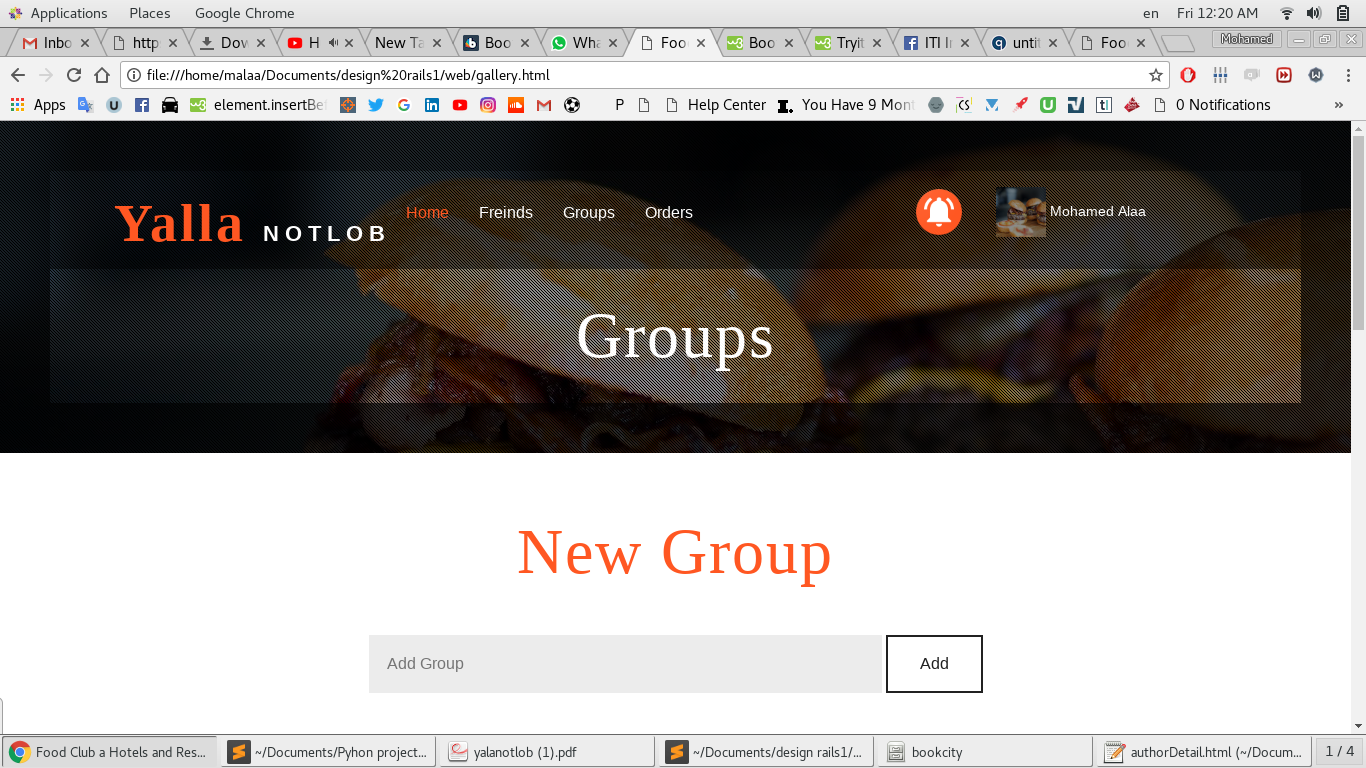 Applications Places Google Chrome en Fri 12:20 AM
Inbo http Dow H New Ta Boo Wha Foo Boo Tryit ITI In untit Foo Mohamed
file:///home/malaa/Documents/design%20rails1/web/gallery.html
Apps element.insertBef P Help Center You Have 9 Mont 0 Notifications »
Yalla NOTLOB Home Freinds Groups Orders Mohamed Alaa
Groups
New Group
Add Group Add
Food Club a Hotels and Res... ~/Documents/Pyhon project... yalanotlob (1).pdf ~/Documents/design rails1/... bookcity authorDetail.html (~/Docum... 1 / 4